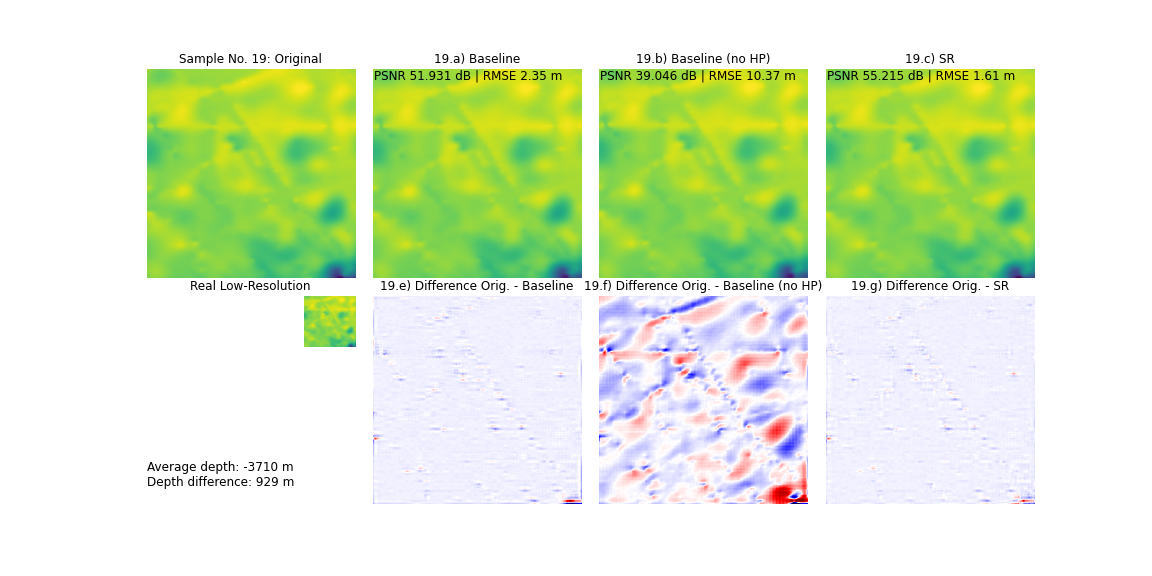 Sample No. 19: Original
19.a) Baseline
19.b) Baseline (no HP)
19.c) SR
PSNR 51.931 dB | RMSE 2.35 m
PSNR 39.046 dB | RMSE 10.37 m
PSNR 55.215 dB | RMSE 1.61 m
Real Low-Resolution
19.e) Difference Orig. - Baseline
19.f) Difference Orig. - Baseline (no HP)
19.g) Difference Orig. - SR
Average depth: -3710 m
Depth difference: 929 m